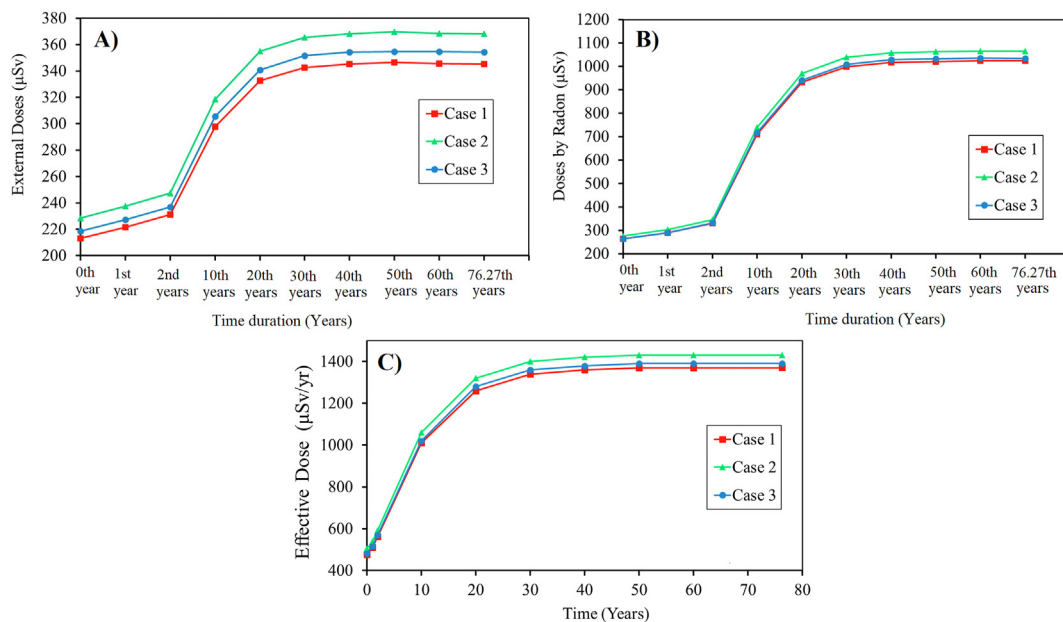 A)
External Doses (μSv)
380
360
340
320
300
280
260
240
220
200
Case 1
Case 2
Case 3
0th 1st 2nd 10th 20th 30th 40th 50th 60th 76.27th
year year years years years years years years years years
Time duration (Years)
B)
Doses by Radon (μSv)
1200
1100
1000
900
800
700
600
500
400
300
200
Case 1
Case 2
Case 3
0th 1st 2nd 10th 20th 30th 40th 50th 60th 76.27th
year year years years years years years years years years
Time duration (Years)
C)
Effective Dose (μSv/yr)
1400
1200
1000
800
600
400
Case 1
Case 2
Case 3
0 10 20 30 40 50 60 70 80
Time (Years)